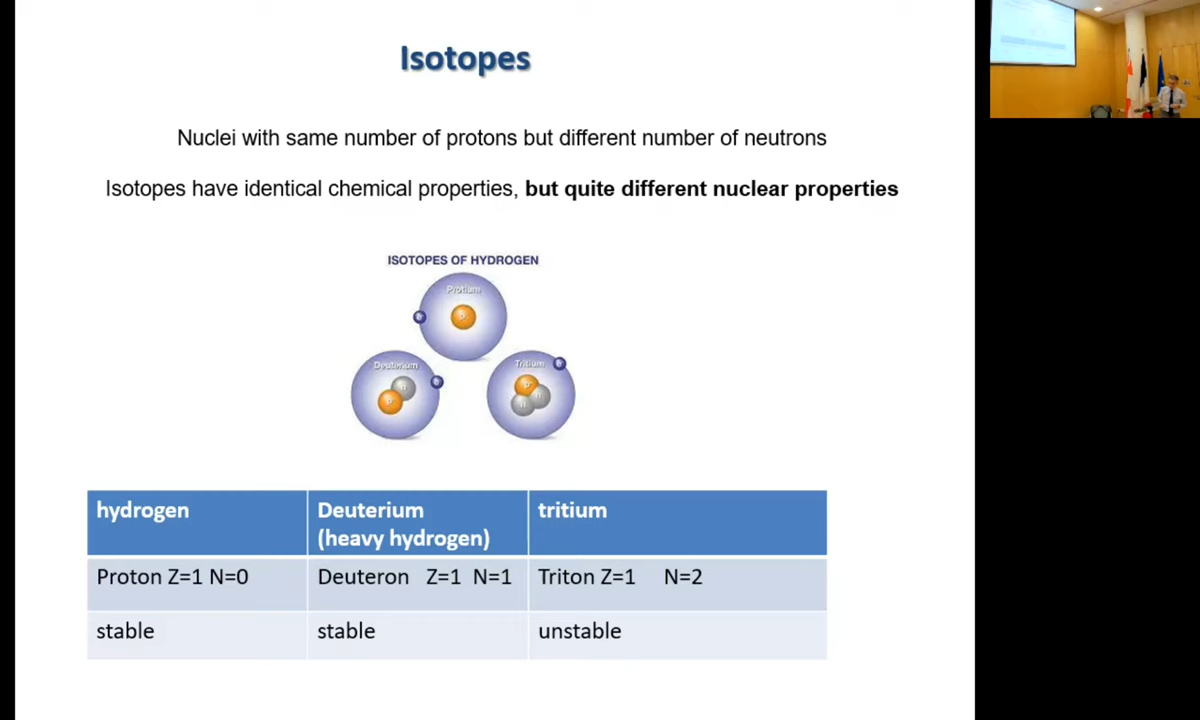 Isotopes
Nuclei with same number of protons but different number of neutrons
Isotopes have identical chemical properties, but quite different nuclear properties
ISOTOPES OF HYDROGEN
Protium
Deuterium
Tritium
hydrogen
Deuterium
(heavy hydrogen)
tritium
Proton Z=1 N=0
Deuteron Z=1 N=1
Triton Z=1 N=2
stable
stable
unstable